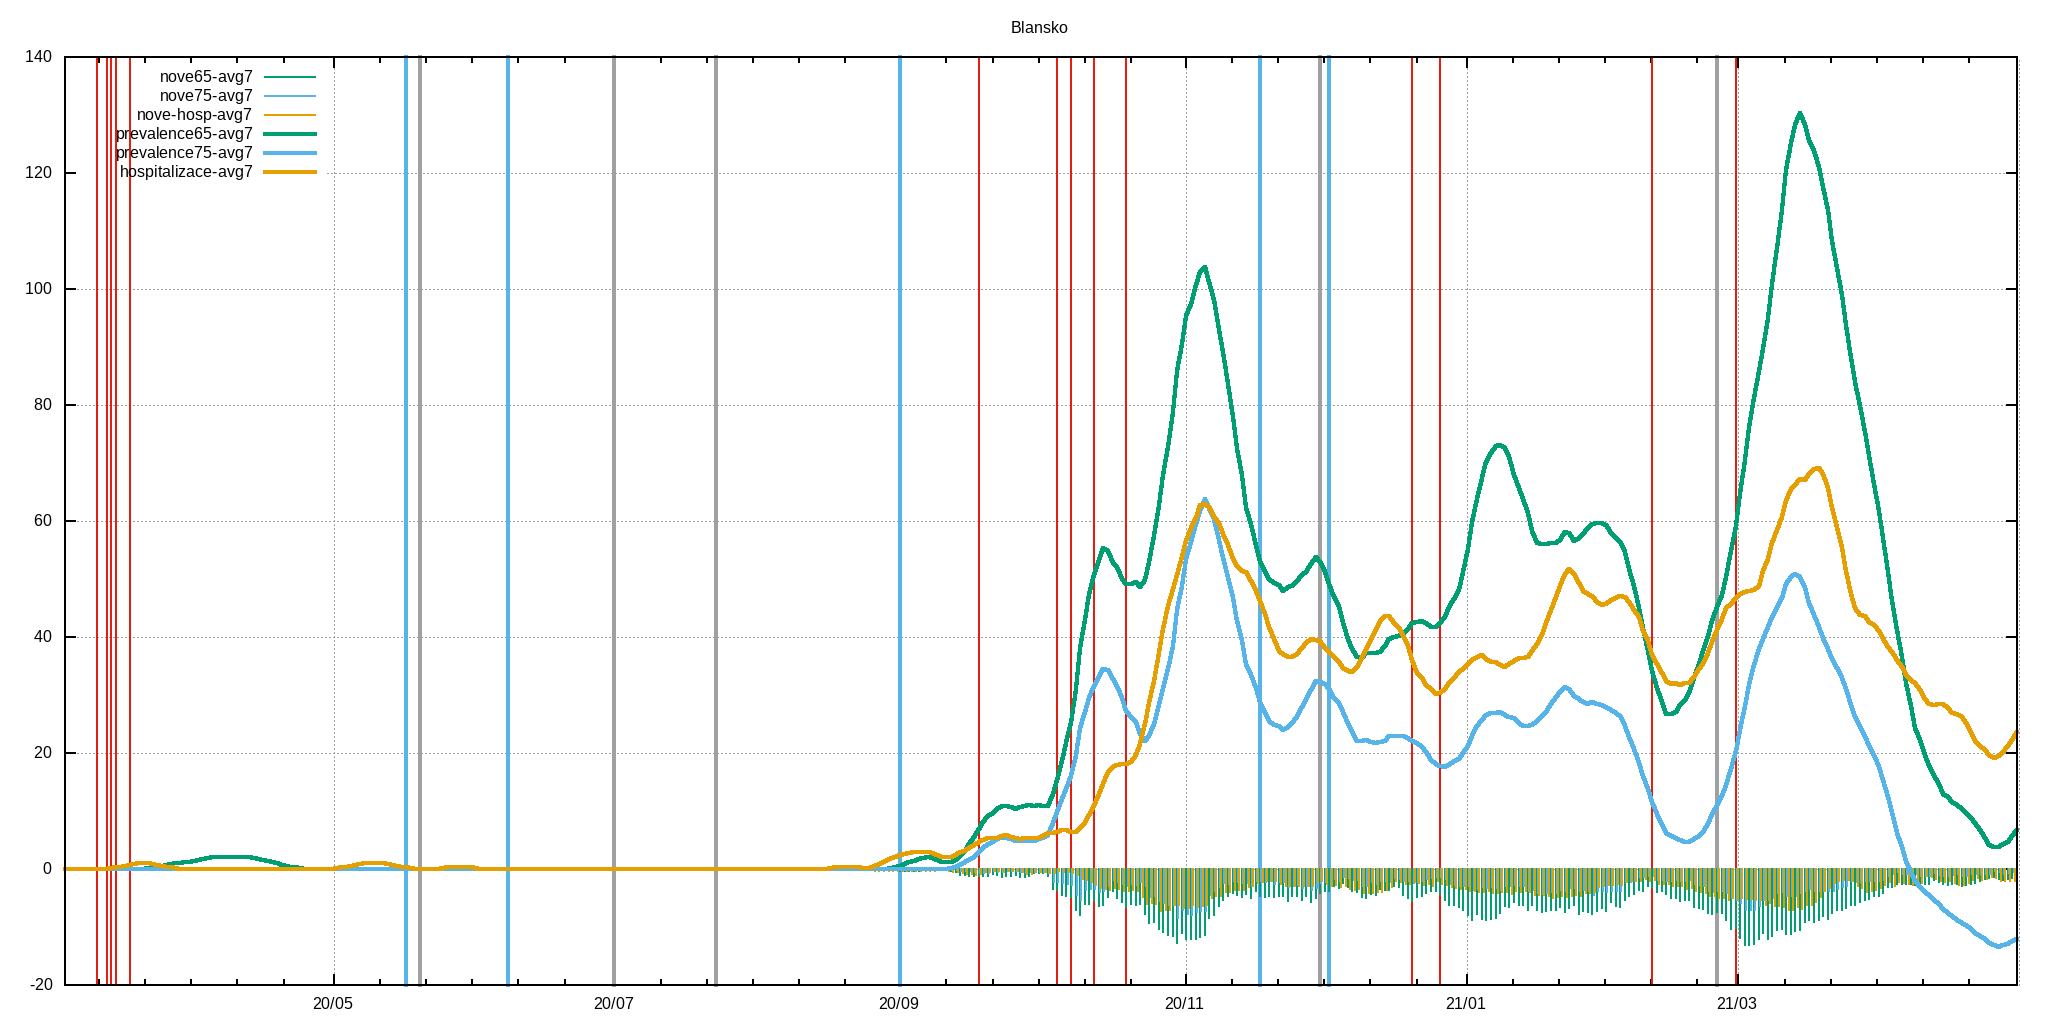 Blansko
140
120
100
80
60
40
20
0
-20
nove65-avg7
nove75-avg7
nove-hosp-avg7
prevalence65-avg7
prevalence75-avg7
hospitalizace-avg7
20/05 20/07 20/09 20/11 21/01 21/03